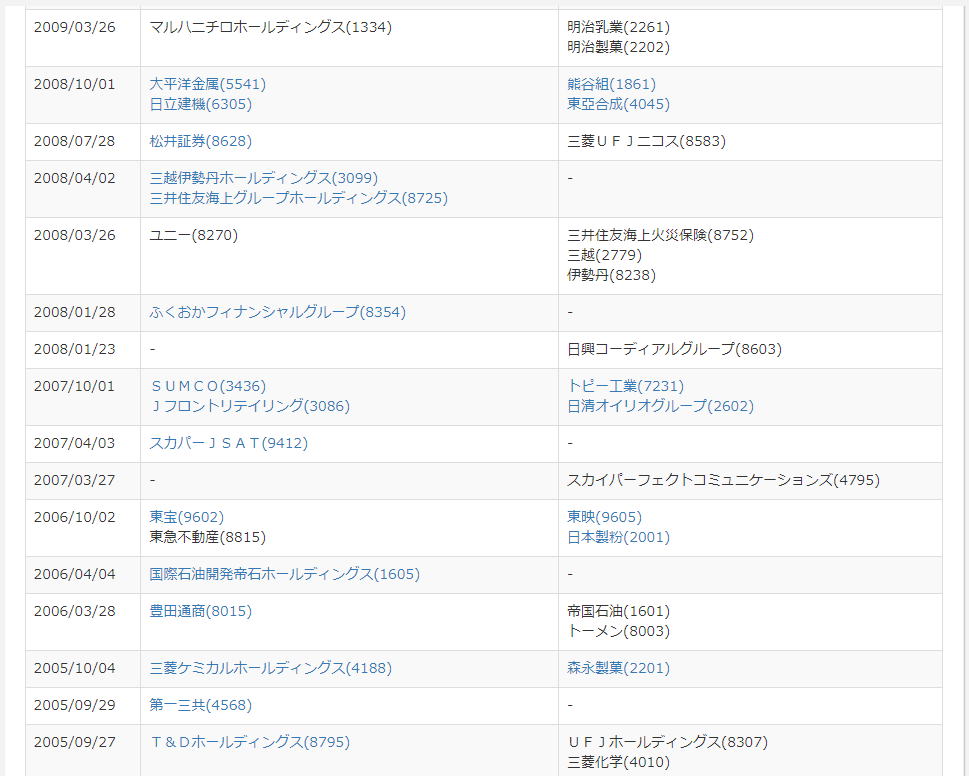 2009/03/26 マルハニチロホールディングス(1334) 明治乳業(2261)
明治製菓(2202)
2008/10/01 大平洋金属(5541) 熊谷組(1861)
日立建機(6305) 東亞合成(4045)
2008/07/28 松井証券(8628) 三菱ＵＦＪニコス(8583)
2008/04/02 三越伊勢丹ホールディングス(3099) -
三井住友海上グループホールディングス(8725)
2008/03/26 ユニー(8270) 三井住友海上火災保険(8752)
三越(2779)
伊勢丹(8238)
2008/01/28 ふくおかフィナンシャルグループ(8354) -
2008/01/23 - 日興コーディアルグループ(8603)
2007/10/01 ＳＵＭＣＯ(3436) トピー工業(7231)
Ｊフロントリテイリング(3086) 日清オイリオグループ(2602)
2007/04/03 スカパーＪＳＡＴ(9412) -
2007/03/27 - スカイパーフェクトコミュニケーションズ(4795)
2006/10/02 東宝(9602) 東映(9605)
東急不動産(8815) 日本製粉(2001)
2006/04/04 国際石油開発帝石ホールディングス(1605) -
2006/03/28 豊田通商(8015) 帝国石油(1601)
トーメン(8003)
2005/10/04 三菱ケミカルホールディングス(4188) 森永製菓(2201)
2005/09/29 第一三共(4568) -
2005/09/27 Ｔ＆Ｄホールディングス(8795) ＵＦＪホールディングス(8307)
三菱化学(4010)